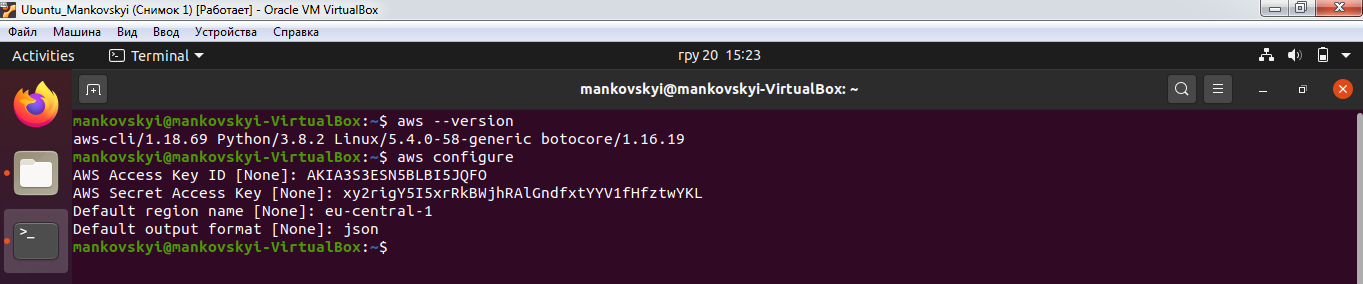 Ubuntu_Mankovskyi (Снимок 1) [Работает] - Oracle VM VirtualBox
Файл Машина Вид Ввод Устройства Справка
Activities Terminal гру 20 15:23
mankovskyi@mankovskyi-VirtualBox: ~
mankovskyi@mankovskyi-VirtualBox:~$ aws --version
aws-cli/1.18.69 Python/3.8.2 Linux/5.4.0-58-generic botocore/1.16.19
mankovskyi@mankovskyi-VirtualBox:~$ aws configure
AWS Access Key ID [None]: AKIA3S3ESN5BLBI5JQFO
AWS Secret Access Key [None]: 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
Default region name [None]: eu-central-1
Default output format [None]: json
mankovskyi@mankovskyi-VirtualBox:~$